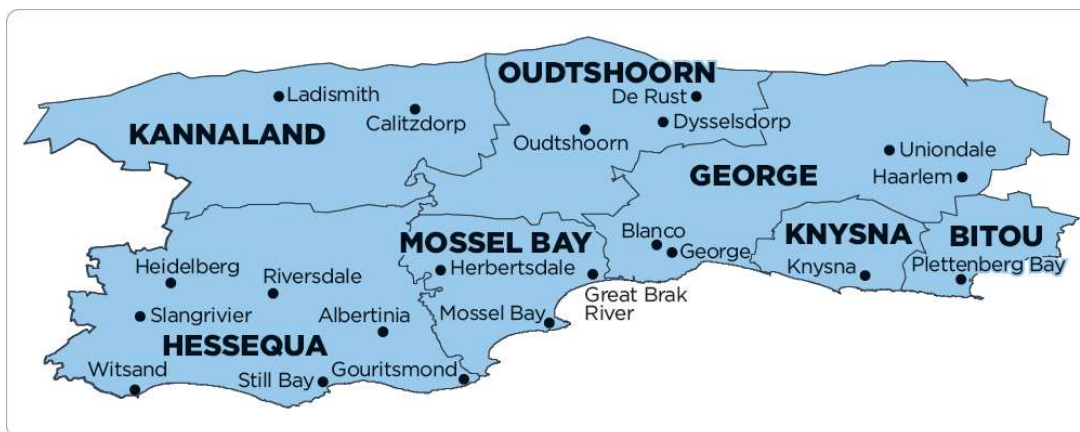 OUDTSHOORN
Ladismith
De Rust
Calitzdorp
KANNALAND
Dysselsdorp
Oudtshoorn
Uniondale
GEORGE
Haarlem
Blanco
KNYSNA
BITOU
MOSSEL BAY
George
Heidelberg
Herbertsdale
Knysna
Plettenberg Bay
Riversdale
Great Brak
River
Slangrivier
Albertinia
Mossel Bay
HESSEQUA
Witsand
Still Bay
Gouritsmond